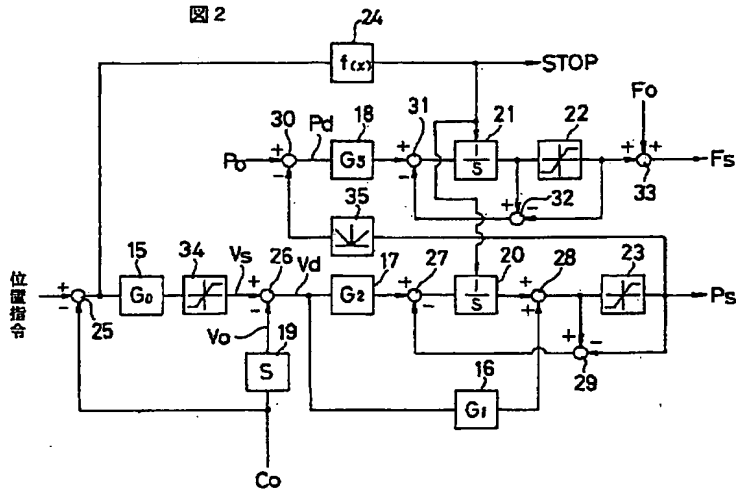 図2
24
f(x)
STOP
Fo
30
Pd
18
31
21
22
Po
+
-
G3
+
-
1
S
+
+
Fs
33
+
-
32
35
15
34
Vs
26
Vd
17
27
20
28
23
位置指令
+
-
25
G0
+
-
G2
+
-
1
S
+
+
Ps
Vo
19
S
+
-
29
16
G1
Co